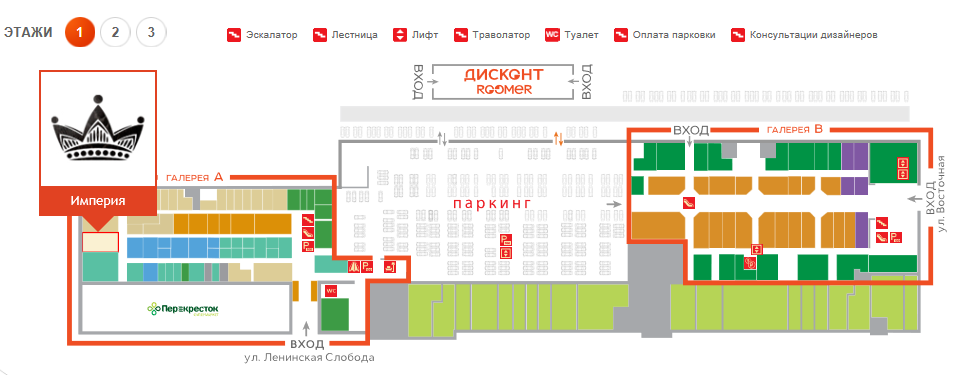 ЭТАЖИ 1 2 3
Эскалатор Лестница Лифт Траволатор WC Туалет Оплата парковки Консультации дизайнеров
ВХОД
ДИСКОНТ
ROOMER
ВХОД
ВХОД
ГАЛЕРЕЯ В
ГАЛЕРЕЯ А
Империя
паркинг
ВХОД
ул. Восточная
P
P
P
P
WC
Перекресток
ВХОД
ул. Ленинская Слобода